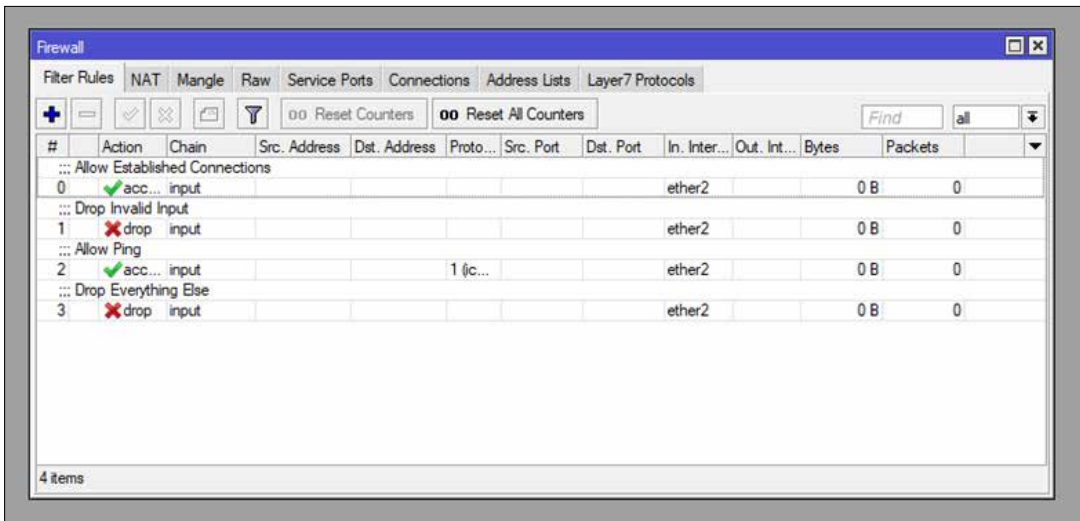 Firewall
Filter Rules NAT Mangle Raw Service Ports Connections Address Lists Layer7 Protocols
00 Reset Counters 00 Reset All Counters Find all
# Action Chain Src. Address Dst. Address Proto... Src. Port Dst. Port In. Inter... Out. Int... Bytes Packets
;;; Allow Established Connections
0 acc... input ether2 0 B 0
;;; Drop Invalid Input
1 drop input ether2 0 B 0
;;; Allow Ping
2 acc... input 1 (ic... ether2 0 B 0
;;; Drop Everything Else
3 drop input ether2 0 B 0
4 items